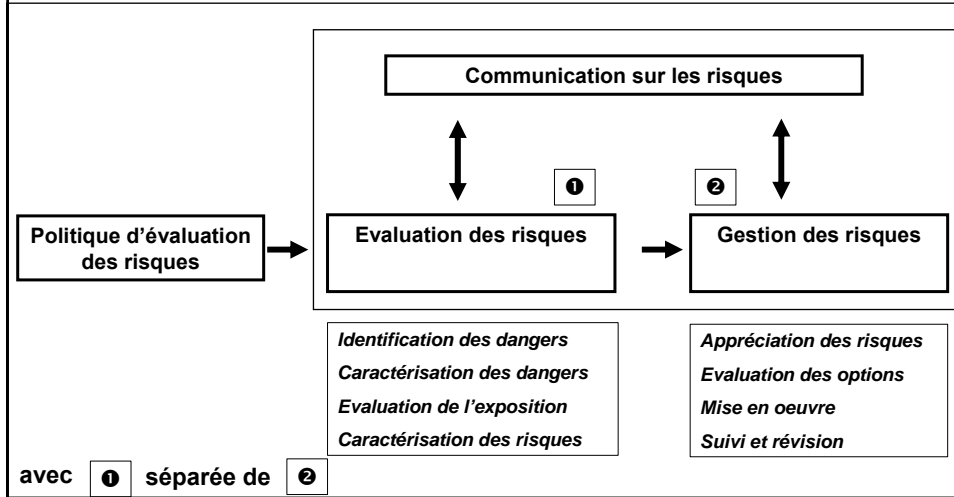 Communication sur les risques
❶
❷
Politique d’évaluation
des risques
Evaluation des risques
Gestion des risques
Identification des dangers
Caractérisation des dangers
Evaluation de l’exposition
Caractérisation des risques
Appréciation des risques
Evaluation des options
Mise en oeuvre
Suivi et révision
avec ❶ séparée de ❷